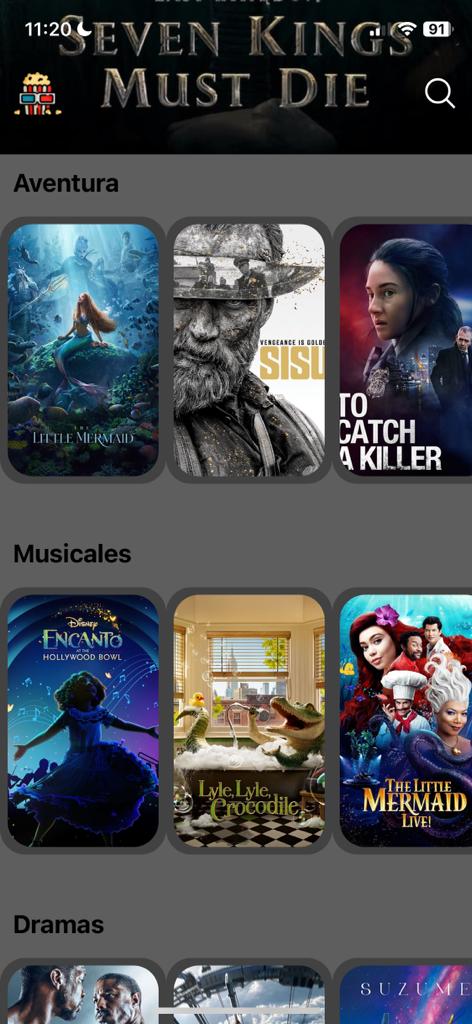 11:20
91
SEVEN KINGS
MUST DIE
Aventura
THE
LITTLE MERMAID
VENGEANCE IS GOLDE
SISU
TO
CATCH
A KILLER
Musicales
Disney
ENCANTO
AT THE
HOLLYWOOD BOWL
Lyle, Lyle,
Crocodile
THE LITTLE
MERMAID
LIVE!
Dramas
SUZUME